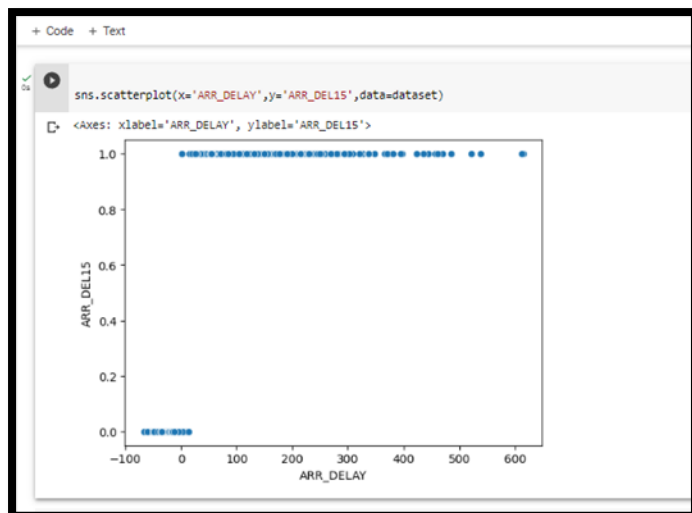 + Code + Text
0s
sns.scatterplot(x='ARR_DELAY',y='ARR_DEL15',data=dataset)
<Axes: xlabel='ARR_DELAY', ylabel='ARR_DEL15'>
1.0
0.8
0.6
0.4
0.2
0.0
ARR_DEL15
−100 0 100 200 300 400 500 600
ARR_DELAY